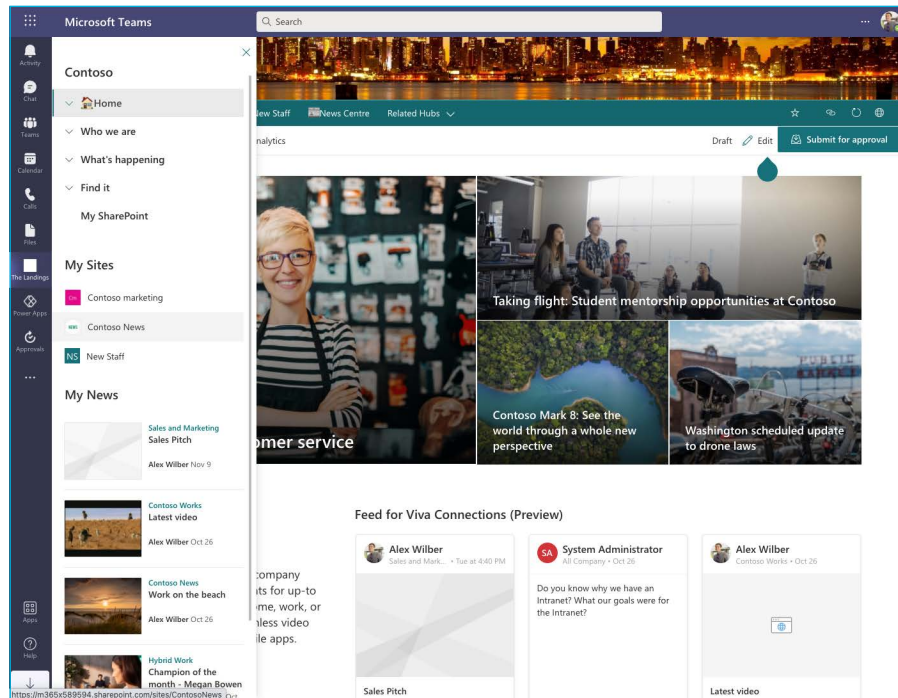 Microsoft Teams
Search
...
Activity
Chat
Teams
Calendar
Calls
Files
The Landings
Power Apps
Approvals
...
Apps
Help
Contoso
Home
Who we are
What's happening
Find it
My SharePoint
My Sites
Contoso marketing
NEWS Contoso News
NS New Staff
My News
Sales and Marketing
Sales Pitch
Alex Wilber Nov 9
Contoso Works
Latest video
Alex Wilber Oct 26
Contoso News
Work on the beach
Alex Wilber Oct 26
Hybrid Work
Champion of the
month - Megan Bowen
Oct
https://m365x589594.sharepoint.com/sites/ContosoNews
New Staff News Centre Related Hubs
nalytics
Draft Edit Submit for approval
omer service
Taking flight: Student mentorship opportunities at Contoso
Contoso Mark 8: See the
world through a whole new
perspective
PUBLIC
MARKET
Washington scheduled update
to drone laws
company
nts for up-to
ome, work, or
nless video
ile apps.
Feed for Viva Connections (Preview)
Alex Wilber
Sales and Mark... • Tue at 4:40 PM
Sales Pitch
SA System Administrator
All Company • Oct 26
Do you know why we have an
Intranet? What our goals were for
the Intranet?
Alex Wilber
Contoso Works • Oct 26
Latest video